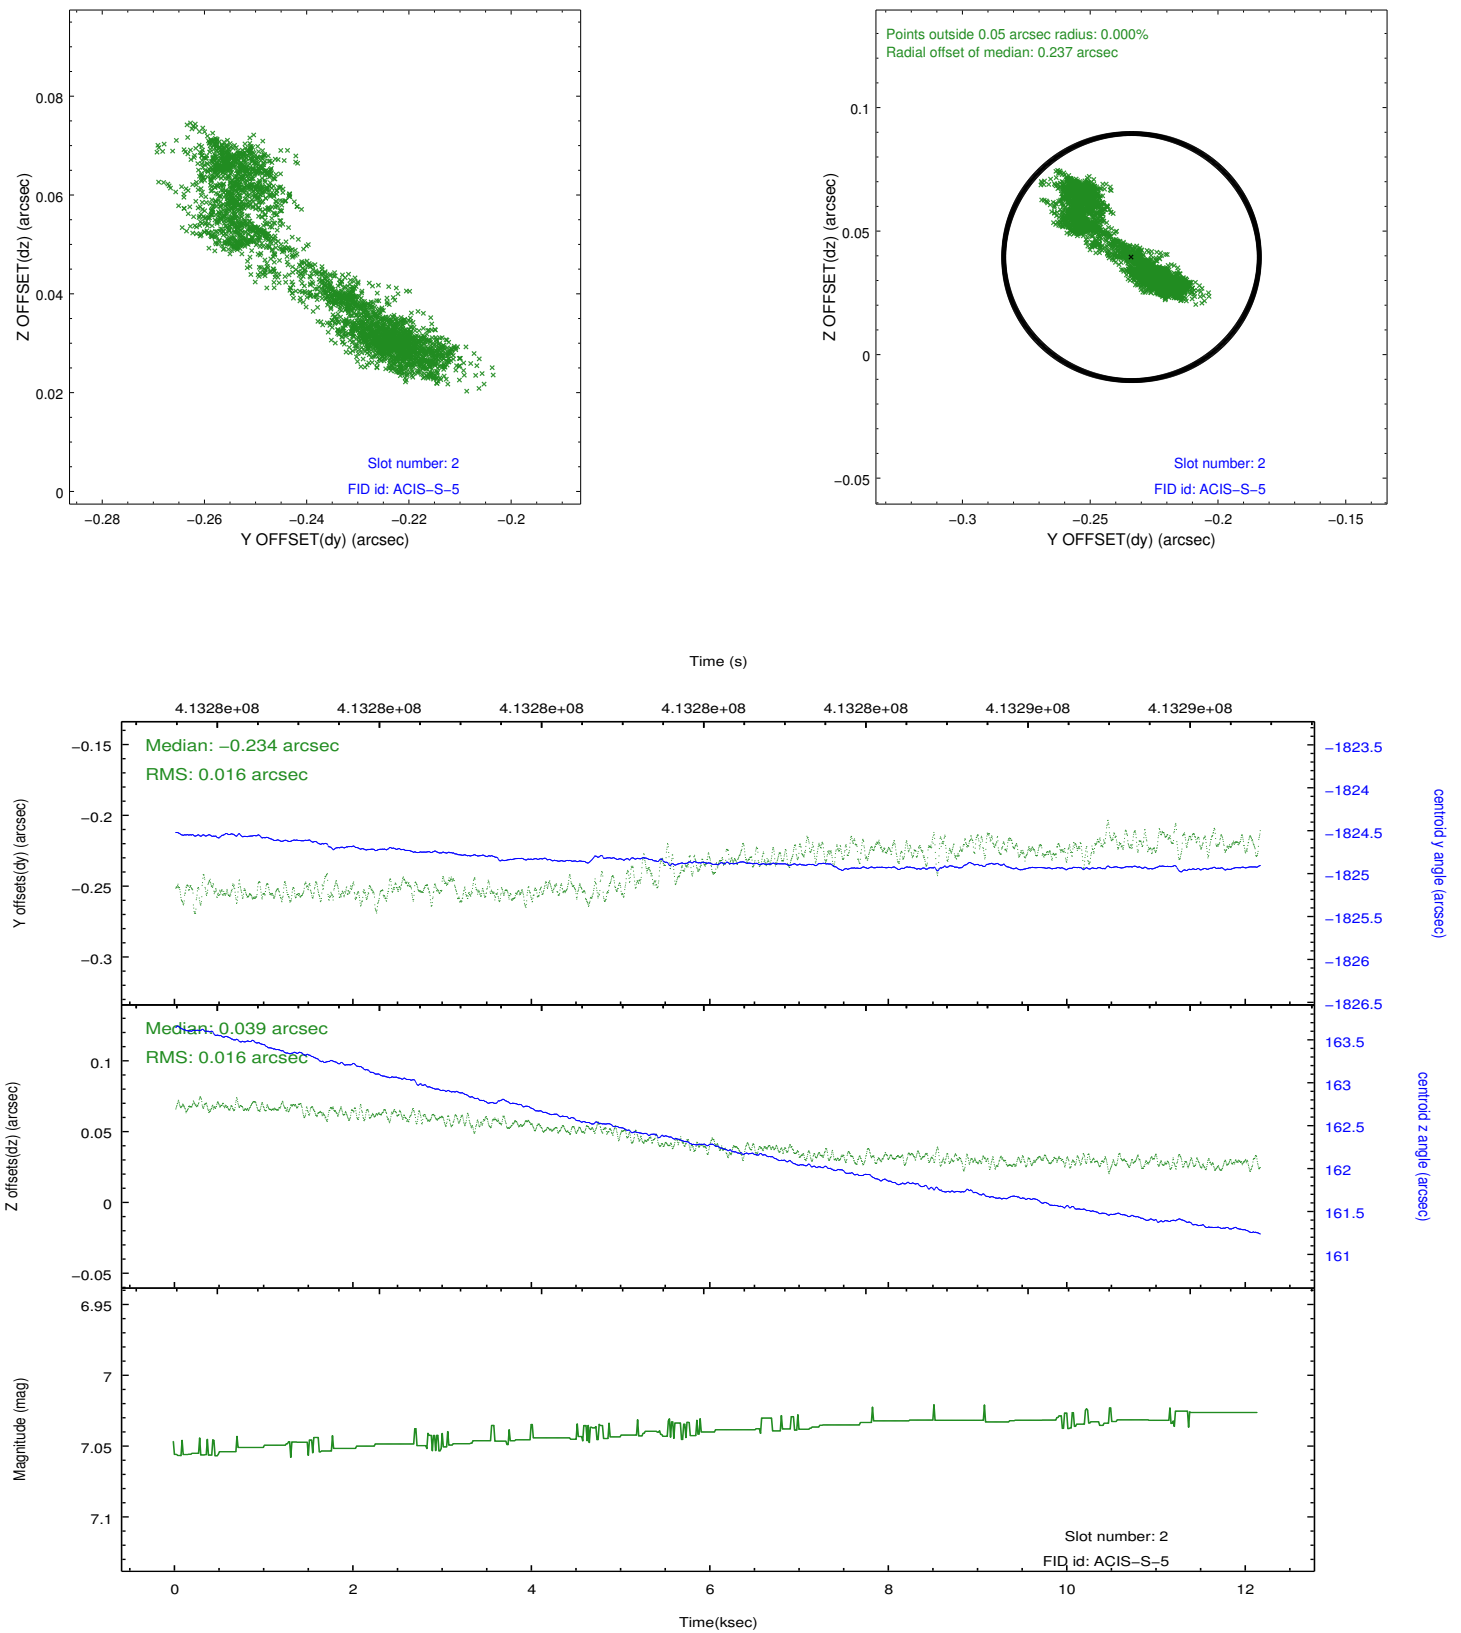 0.08
0.06
0.04
0.02
0
Z OFFSET(dz) (arcsec)
Slot number: 2
FID id: ACIS−S−5
−0.28
−0.26
−0.24
−0.22
−0.2
Y OFFSET(dy) (arcsec)
Points outside 0.05 arcsec radius: 0.000%
Radial offset of median: 0.237 arcsec
0.1
0.05
0
−0.05
Z OFFSET(dz) (arcsec)
Slot number: 2
FID id: ACIS−S−5
−0.3
−0.25
−0.2
−0.15
Y OFFSET(dy) (arcsec)
Time (s)
4.1328e+08
4.1328e+08
4.1328e+08
4.1328e+08
4.1328e+08
4.1329e+08
4.1329e+08
Median: −0.234 arcsec
RMS: 0.016 arcsec
−0.15
−0.2
−0.25
−0.3
Y offsets(dy) (arcsec)
−1823.5
−1824
−1824.5
−1825
−1825.5
−1826
−1826.5
centroid y angle (arcsec)
Median: 0.039 arcsec
RMS: 0.016 arcsec
0.1
0.05
0
−0.05
Z offsets(dz) (arcsec)
163.5
163
162.5
162
161.5
161
centroid z angle (arcsec)
6.95
7
7.05
7.1
Magnitude (mag)
Slot number: 2
FID id: ACIS−S−5
0
2
4
6
8
10
12
Time(ksec)